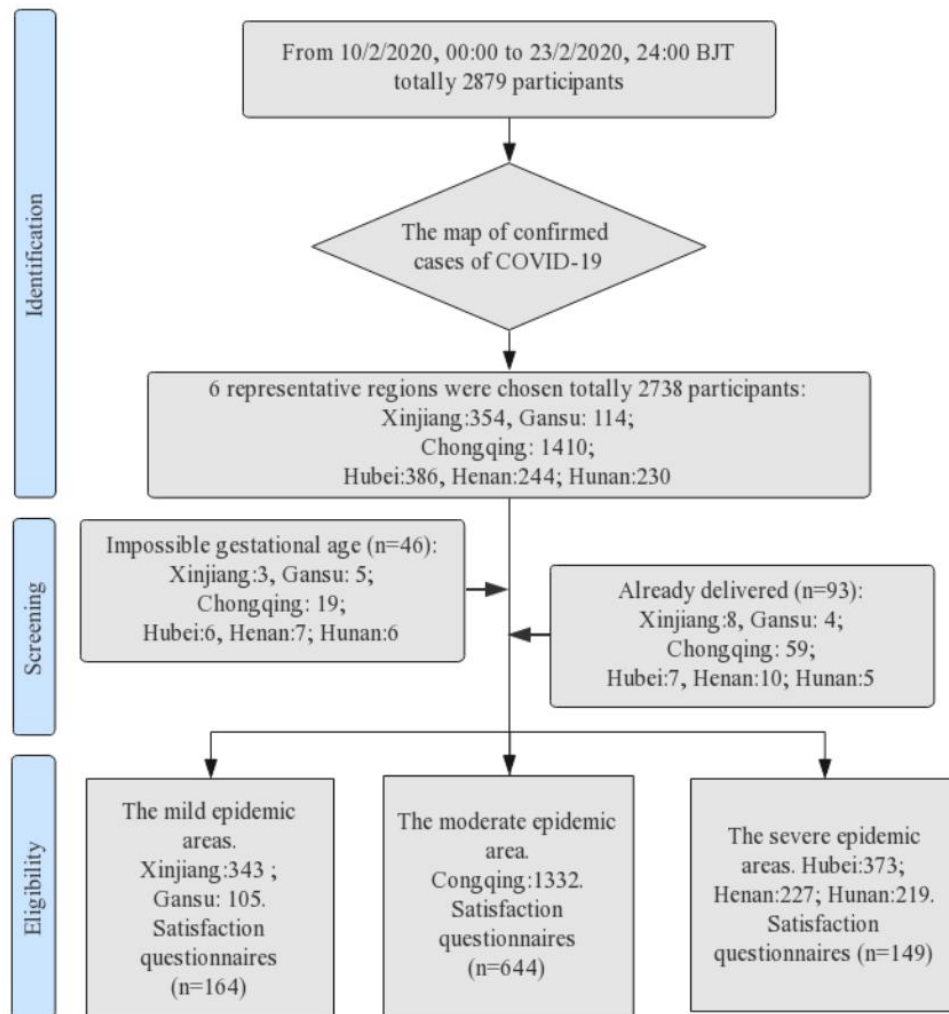 From 10/2/2020, 00:00 to 23/2/2020, 24:00 BJT
totally 2879 participants
Identification
The map of confirmed
cases of COVID-19
6 representative regions were chosen totally 2738 participants:
Xinjiang:354, Gansu: 114;
Chongqing: 1410;
Hubei:386, Henan:244; Hunan:230
Screening
Impossible gestational age (n=46):
Xinjiang:3, Gansu: 5;
Chongqing: 19;
Hubei:6, Henan:7; Hunan:6
Already delivered (n=93):
Xinjiang:8, Gansu: 4;
Chongqing: 59;
Hubei:7, Henan:10; Hunan:5
Eligibility
The mild epidemic
areas.
Xinjiang:343 ;
Gansu: 105.
Satisfaction
questionnaires
(n=164)
The moderate epidemic
area.
Congqing:1332.
Satisfaction
questionnaires
(n=644)
The severe epidemic
areas. Hubei:373;
Henan:227; Hunan:219.
Satisfaction
questionnaires (n=149)